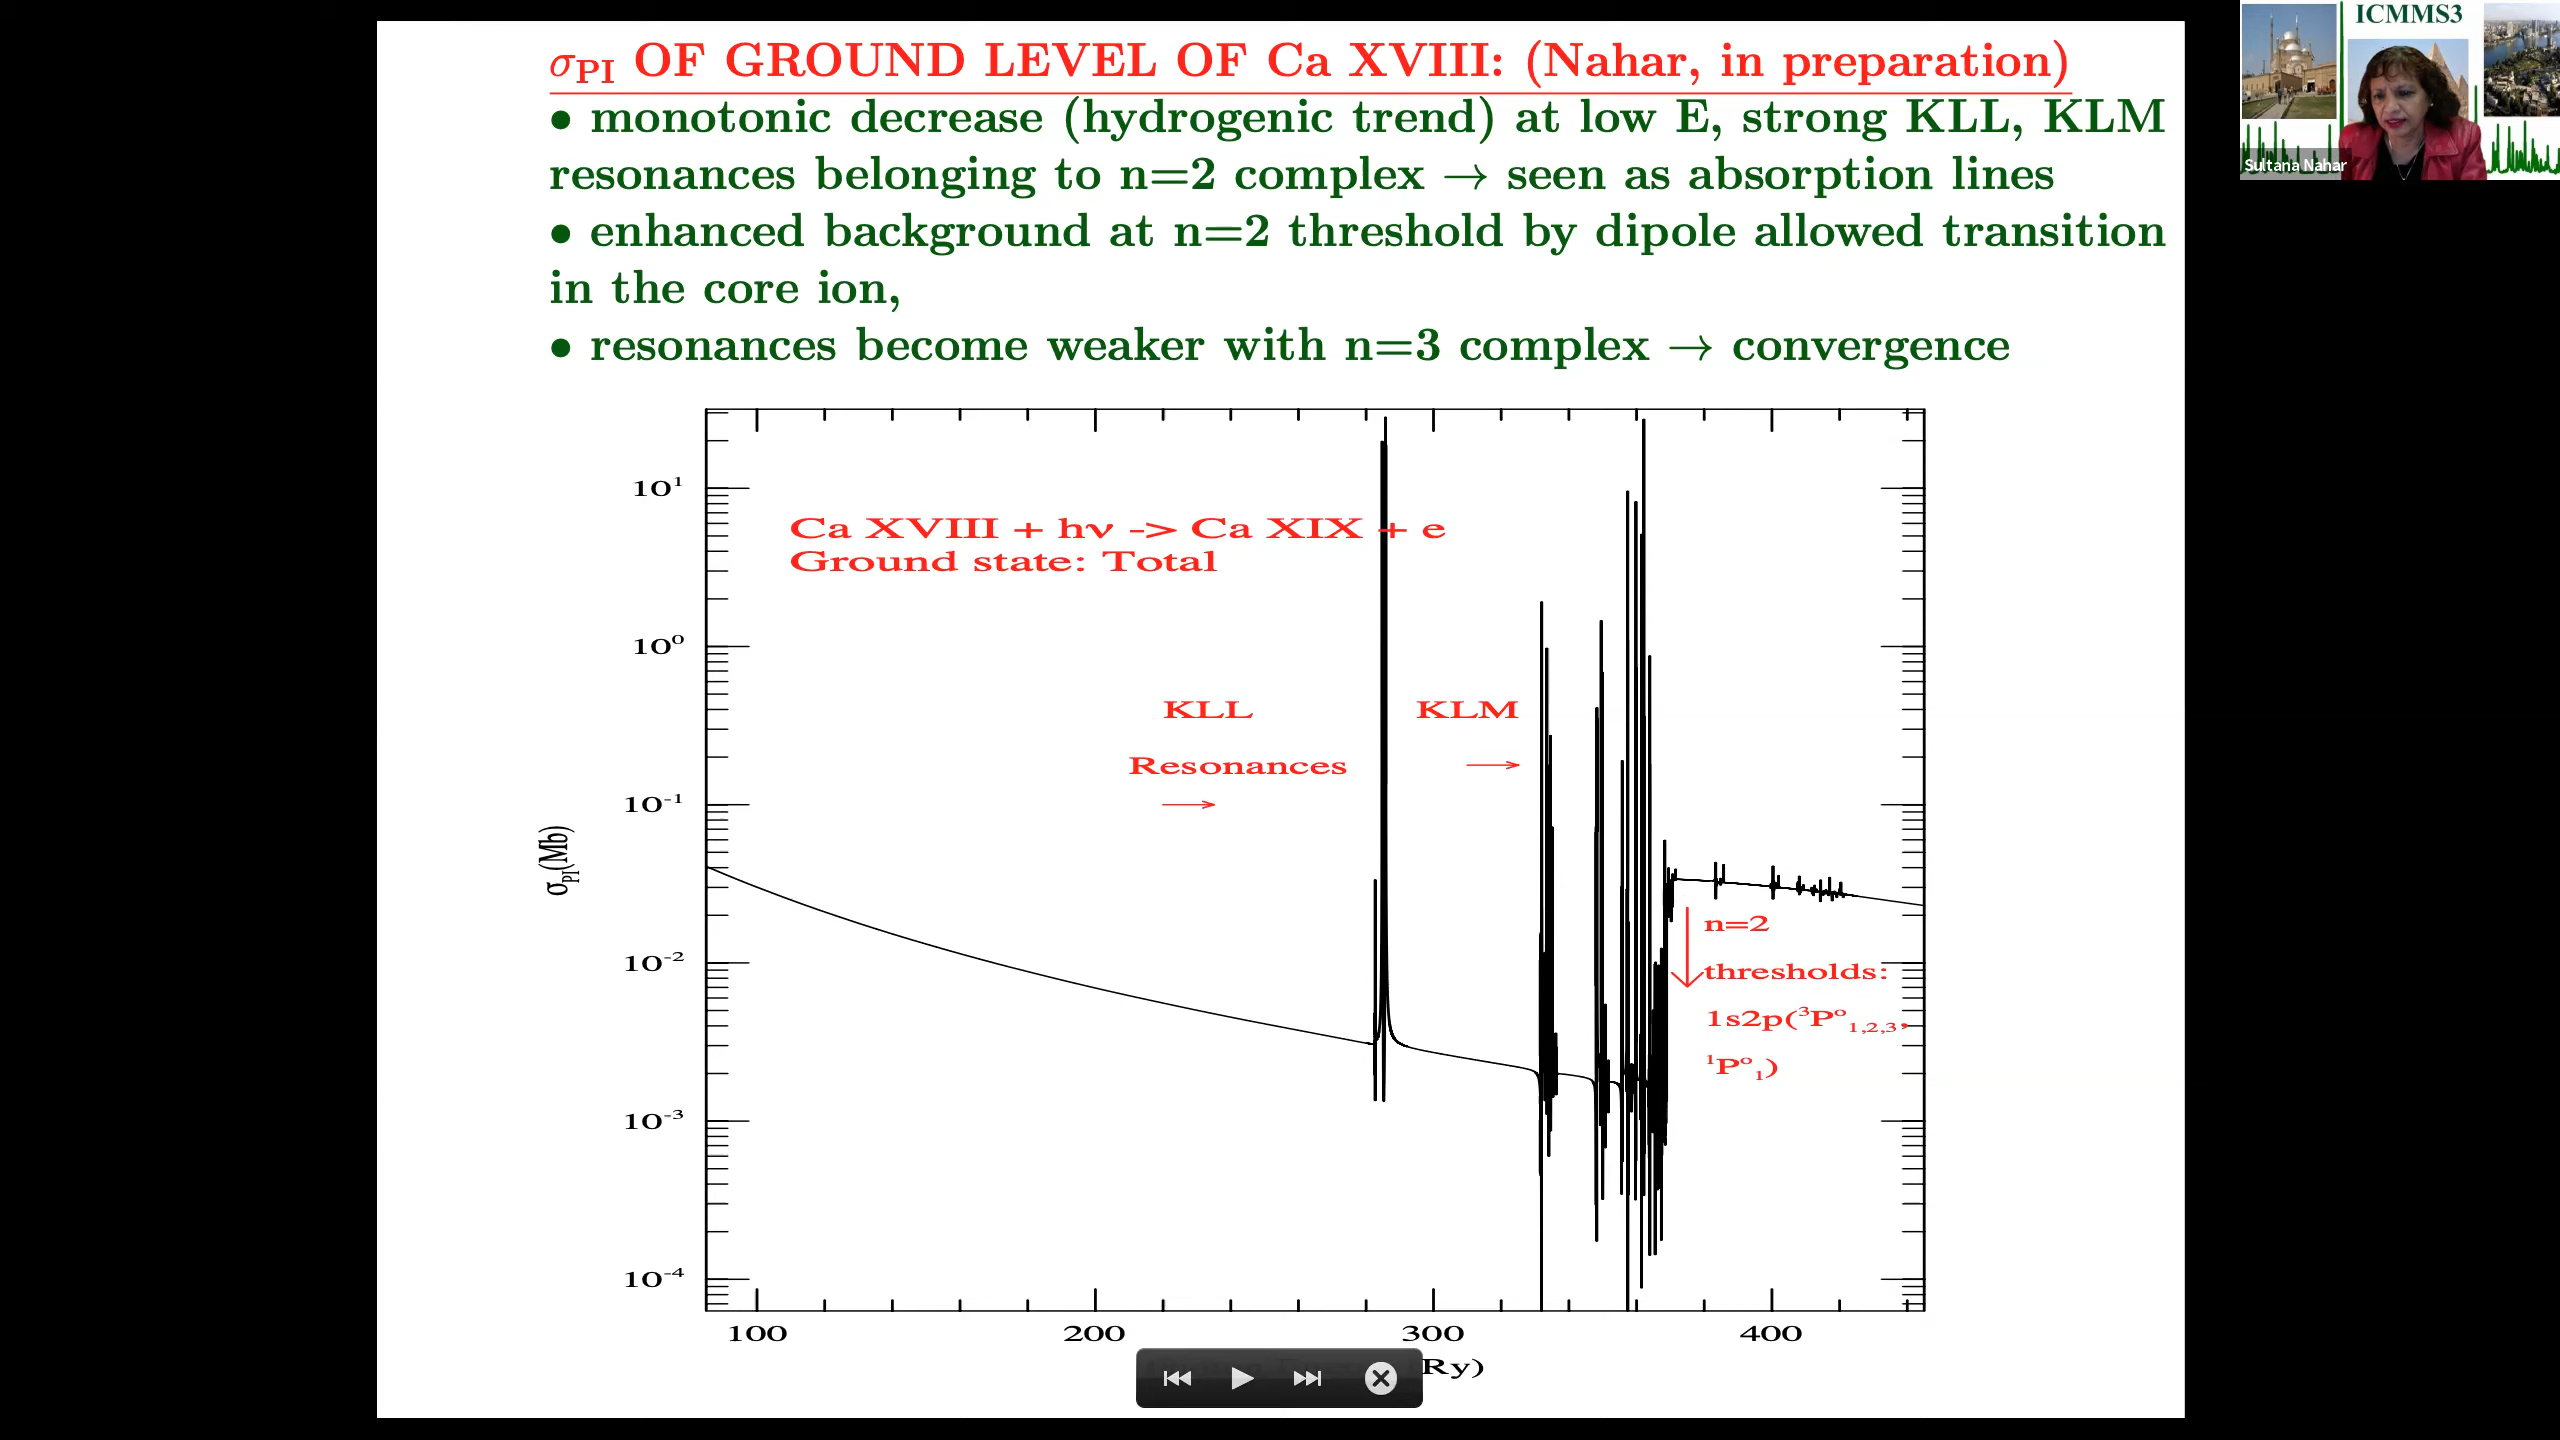 σPI OF GROUND LEVEL OF Ca XVIII: (Nahar, in preparation)
• monotonic decrease (hydrogenic trend) at low E, strong KLL, KLM
resonances belonging to n=2 complex → seen as absorption lines
• enhanced background at n=2 threshold by dipole allowed transition
in the core ion,
• resonances become weaker with n=3 complex → convergence
ICMMS3
Sultana Nahar
10¹
Ca XVIII + hν -> Ca XIX + e
Ground state: Total
10⁰
KLL
KLM
Resonances
→
→
10⁻¹
σPI(Mb)
n=2
10⁻²
thresholds:
1s2p(³Pᵒ₁,₂,₃,
¹Pᵒ₁)
10⁻³
10⁻⁴
100 200 300 400
Ry)